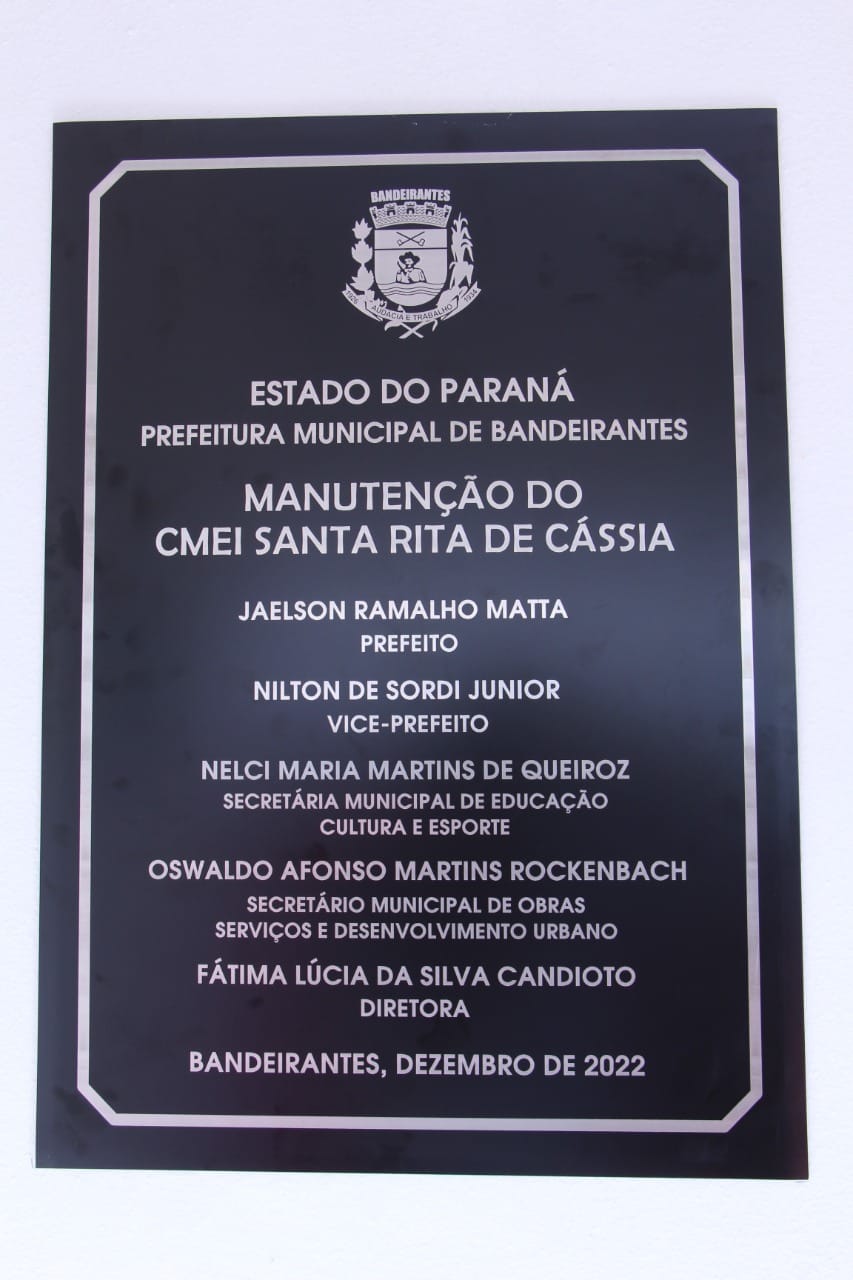 BANDEIRANTES
1926 AUDACIA E TRABALHO 1934
ESTADO DO PARANÁ
PREFEITURA MUNICIPAL DE BANDEIRANTES
MANUTENÇÃO DO
CMEI SANTA RITA DE CÁSSIA
JAELSON RAMALHO MATTA
PREFEITO
NILTON DE SORDI JUNIOR
VICE-PREFEITO
NELCI MARIA MARTINS DE QUEIROZ
SECRETÁRIA MUNICIPAL DE EDUCAÇÃO
CULTURA E ESPORTE
OSWALDO AFONSO MARTINS ROCKENBACH
SECRETÁRIO MUNICIPAL DE OBRAS
SERVIÇOS E DESENVOLVIMENTO URBANO
FÁTIMA LÚCIA DA SILVA CANDIOTO
DIRETORA
BANDEIRANTES, DEZEMBRO DE 2022